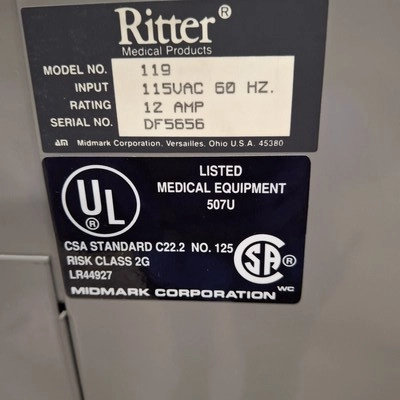 Ritter®
Medical Products
MODEL NO. 119
INPUT 115VAC 60 HZ.
RATING 12 AMP
SERIAL NO. DF5656
am Midmark Corporation, Versailles, Ohio U.S.A. 45380
LISTED
MEDICAL EQUIPMENT
507U
UL®
CSA STANDARD C22.2 NO. 125
RISK CLASS 2G
LR44927
SA®
MIDMARK CORPORATION WC